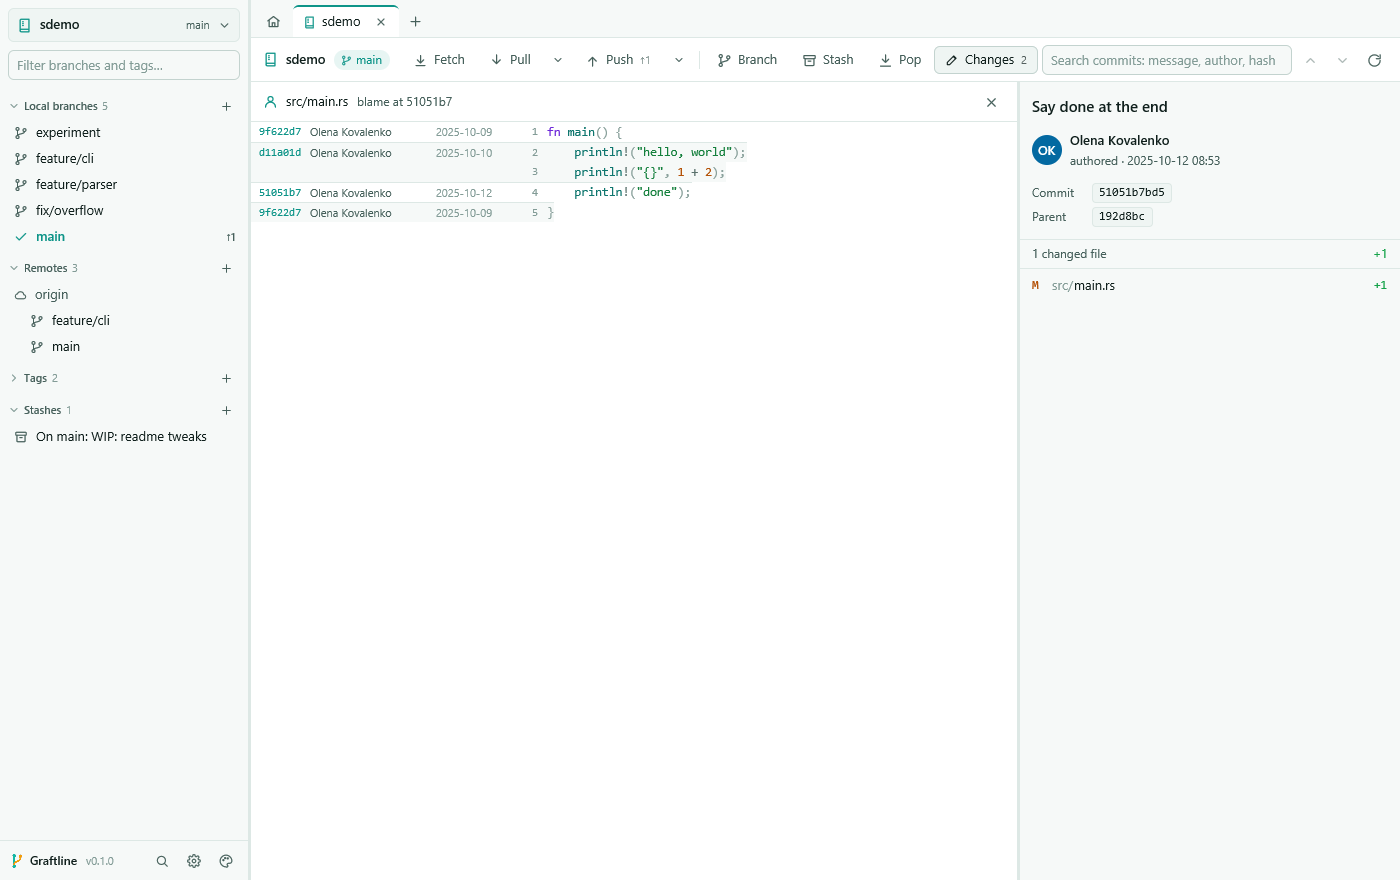 sdemo
main
Filter branches and tags...
Local branches 5
experiment
feature/cli
feature/parser
fix/overflow
main ↑1
Remotes 3
origin
feature/cli
main
Tags 2
Stashes 1
On main: WIP: readme tweaks
Graftline v0.1.0
sdemo
sdemo main Fetch Pull Push ↑1 Branch Stash Pop Changes 2 Search commits: message, author, hash
src/main.rs blame at 51051b7
9f622d7 Olena Kovalenko 2025-10-09 1 fn main() {
d11a01d Olena Kovalenko 2025-10-10 2 println!("hello, world");
3 println!("{}", 1 + 2);
51051b7 Olena Kovalenko 2025-10-12 4 println!("done");
9f622d7 Olena Kovalenko 2025-10-09 5 }
Say done at the end
OK
Olena Kovalenko
authored · 2025-10-12 08:53
Commit 51051b7bd5
Parent 192d8bc
1 changed file +1
M src/main.rs +1